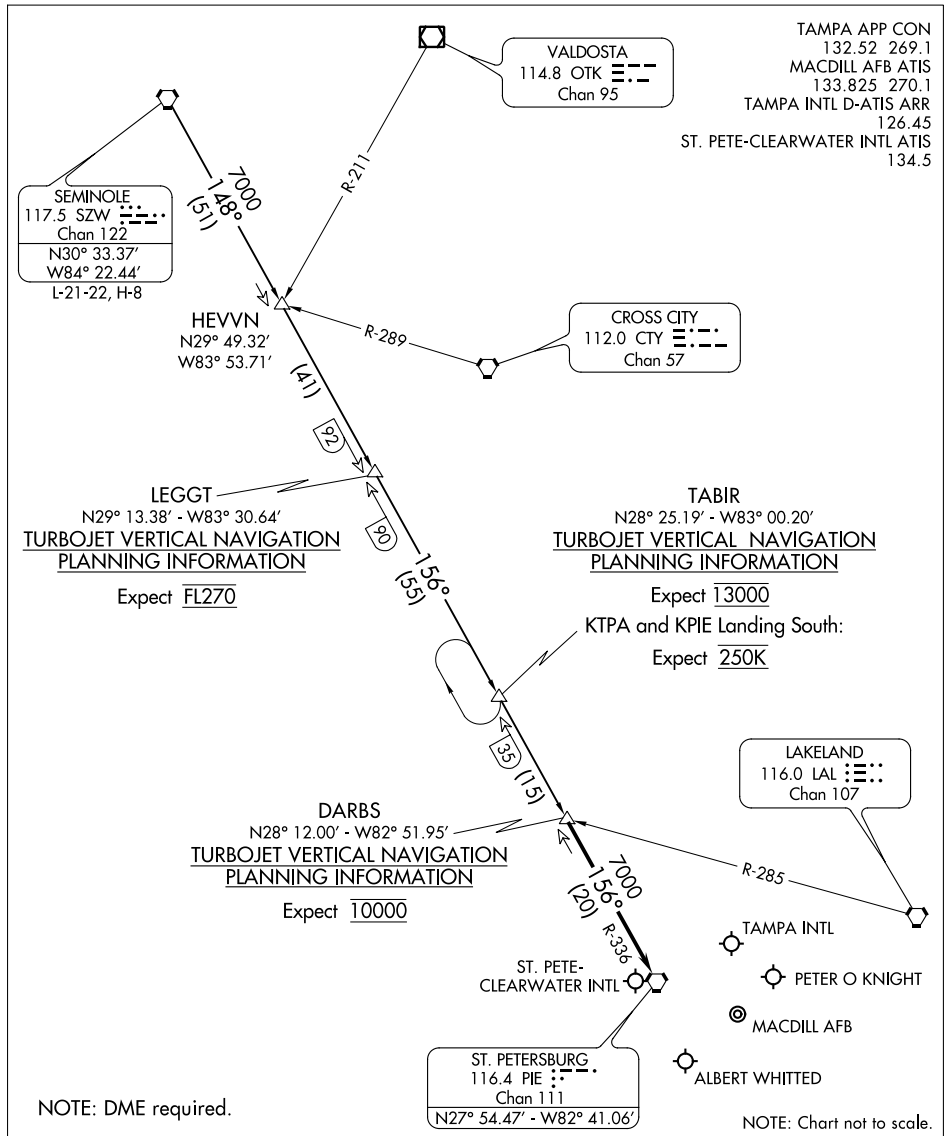 TAMPA APP CON
132.52 269.1
MACDILL AFB ATIS
133.825 270.1
TAMPA INTL D-ATIS ARR
126.45
ST. PETE-CLEARWATER INTL ATIS
134.5
VALDOSTA
114.8 OTK
Chan 95
R-211
SEMINOLE
117.5 SZW
Chan 122
N30° 33.37'
W84° 22.44'
L-21-22, H-8
7000
148°
(51)
HEVVN
N29° 49.32'
W83° 53.71'
R-289
CROSS CITY
112.0 CTY
Chan 57
(41)
92
LEGGT
N29° 13.38' - W83° 30.64'
TURBOJET VERTICAL NAVIGATION
PLANNING INFORMATION
Expect FL270
90
156°
(55)
TABIR
N28° 25.19' - W83° 00.20'
TURBOJET VERTICAL NAVIGATION
PLANNING INFORMATION
Expect 13000
KTPA and KPIE Landing South:
Expect 250K
35
(15)
DARBS
N28° 12.00' - W82° 51.95'
TURBOJET VERTICAL NAVIGATION
PLANNING INFORMATION
Expect 10000
LAKELAND
116.0 LAL
Chan 107
R-285
7000
156°
(20)
R-336
ST. PETE-
CLEARWATER INTL
TAMPA INTL
PETER O KNIGHT
MACDILL AFB
ALBERT WHITTED
ST. PETERSBURG
116.4 PIE
Chan 111
N27° 54.47' - W82° 41.06'
NOTE: DME required.
NOTE: Chart not to scale.